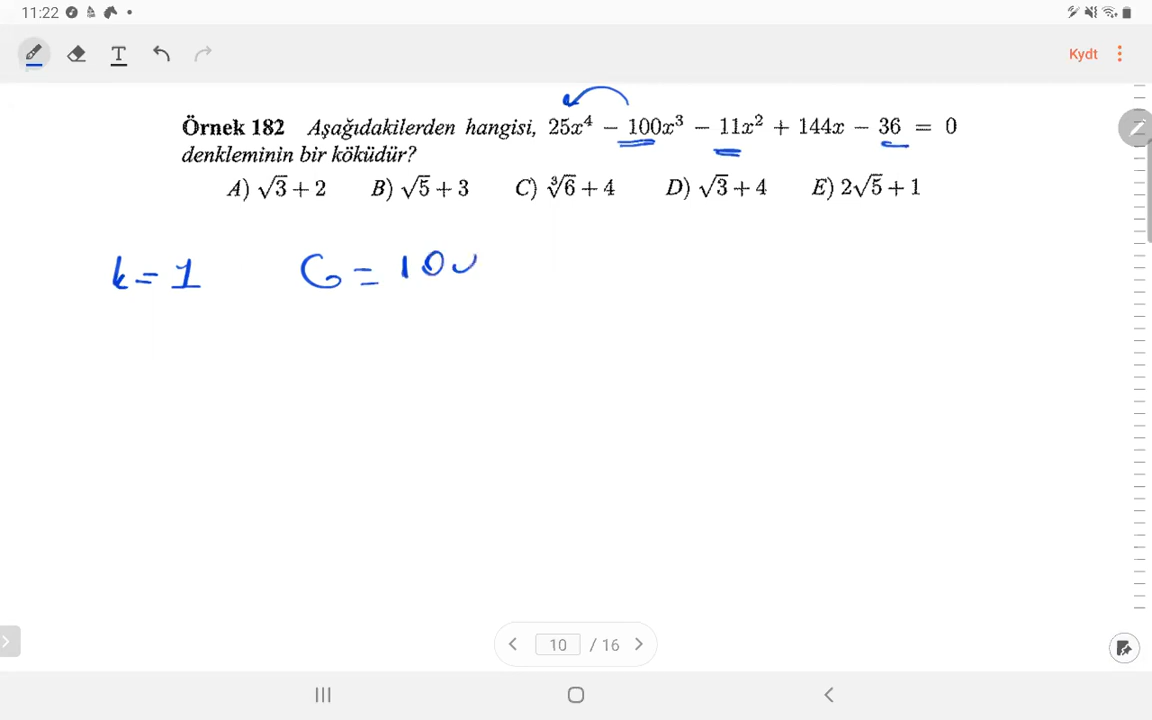 11:22
Kydt
Örnek 182 Aşağıdakilerden hangisi, 25x⁴ − 100x³ − 11x² + 144x − 36 = 0
denkleminin bir köküdür?
A) √3 + 2 B) √5 + 3 C) ∛6 + 4 D) √3 + 4 E) 2√5 + 1
k = 1 G = 100
10 / 16